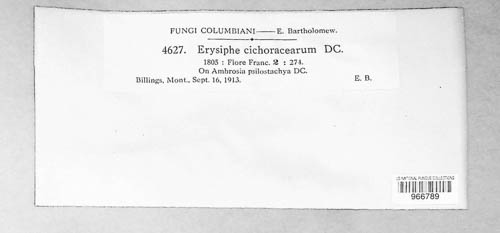 FUNGI COLUMBIANI——E. Bartholomew.
4627. Erysiphe cichoracearum DC.
1805 : Flore Franc. 2 : 274.
On Ambrosia psilostachya DC.
Billings, Mont., Sept. 16, 1913. E. B.
US NATIONAL FUNGUS COLLECTIONS
966789